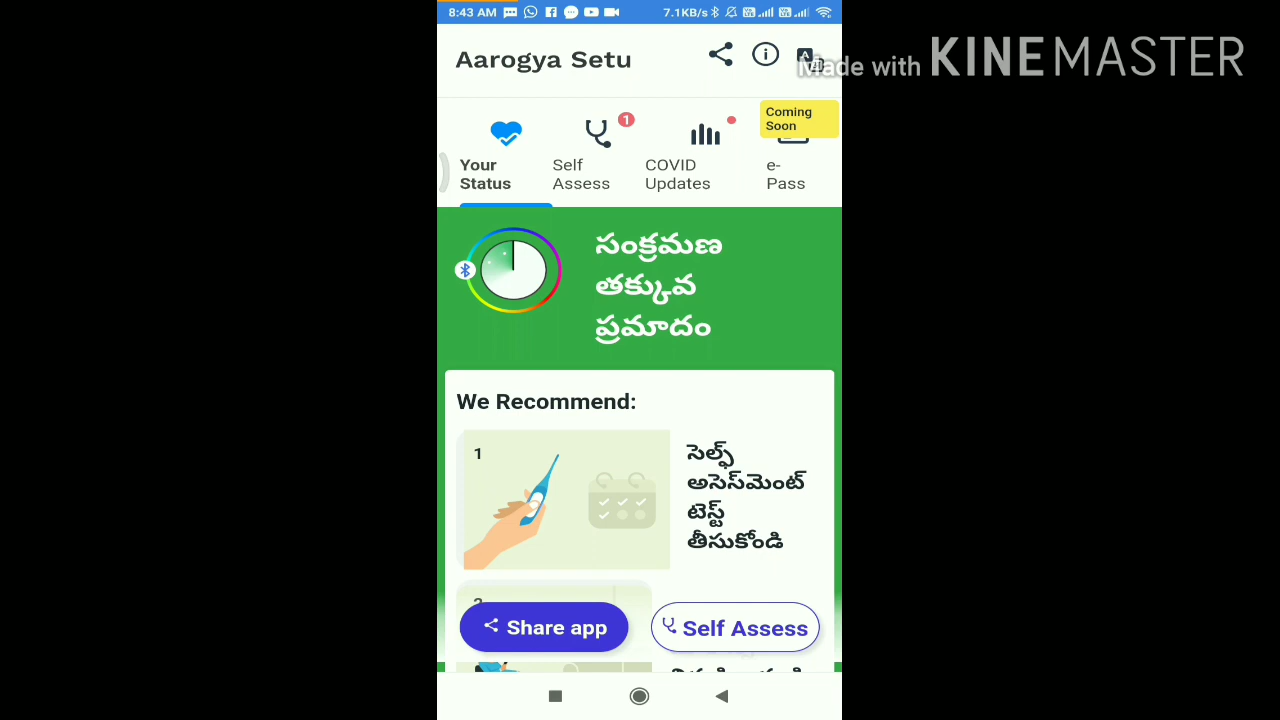 8:43 AM
7.1KB/s
Made with KINEMASTER
Aarogya Setu
Coming
Soon
1
Your
Status
Self
Assess
COVID
Updates
e-
Pass
సంక్రమణ
తక్కువ
ప్రమాదం
We Recommend:
1
సెల్ఫ్
అసెస్‌మెంట్
టెస్ట్
తీసుకోండి
Share app
Self Assess